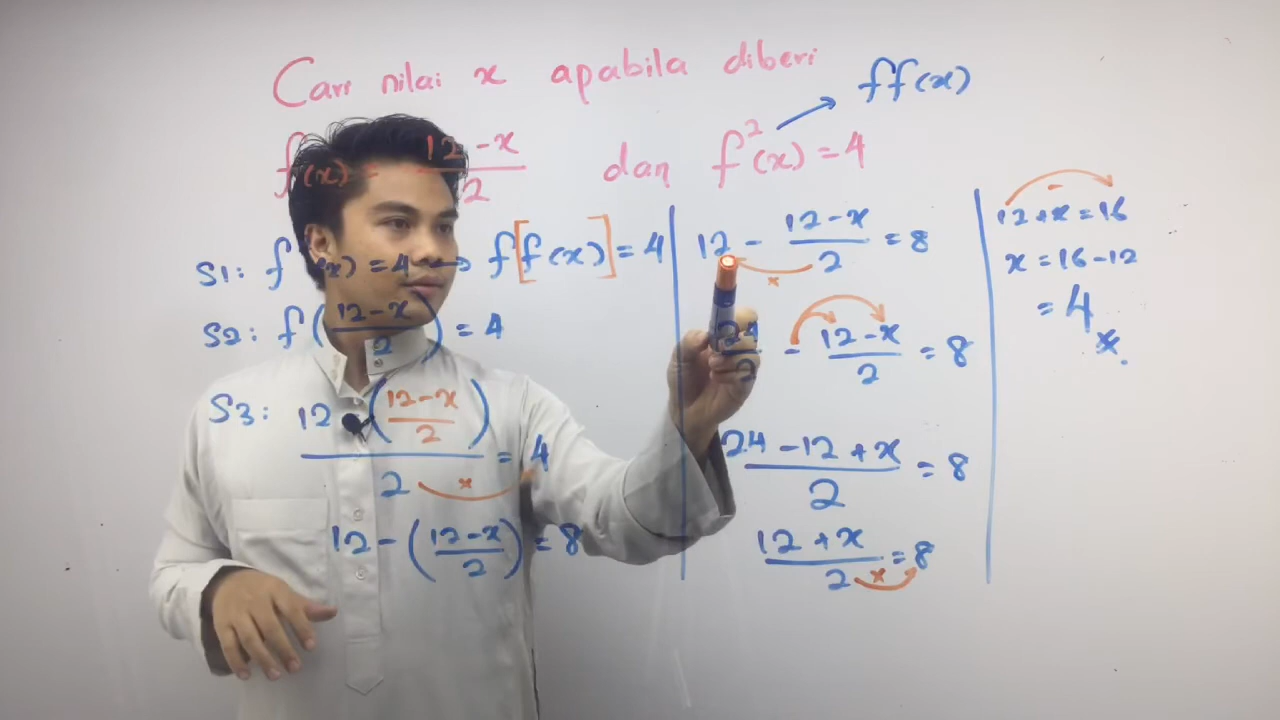 Cari nilai x apabila diberi
f(x) = 12-x/2 dan f²(x) = 4 → ff(x)
S1: f (x) = 4 → f[f(x)] = 4
S2: f(12-x/2) = 4
S3: 12 (12-x/2)/2 = 4
x
12 - (12-x/2) = 8
12 - 12-x/2 = 8
x
24/2 - 12-x/2 = 8
24 - 12 + x/2 = 8
12 + x/2 = 8
x
-
12 + x = 16
x = 16 - 12
= 4